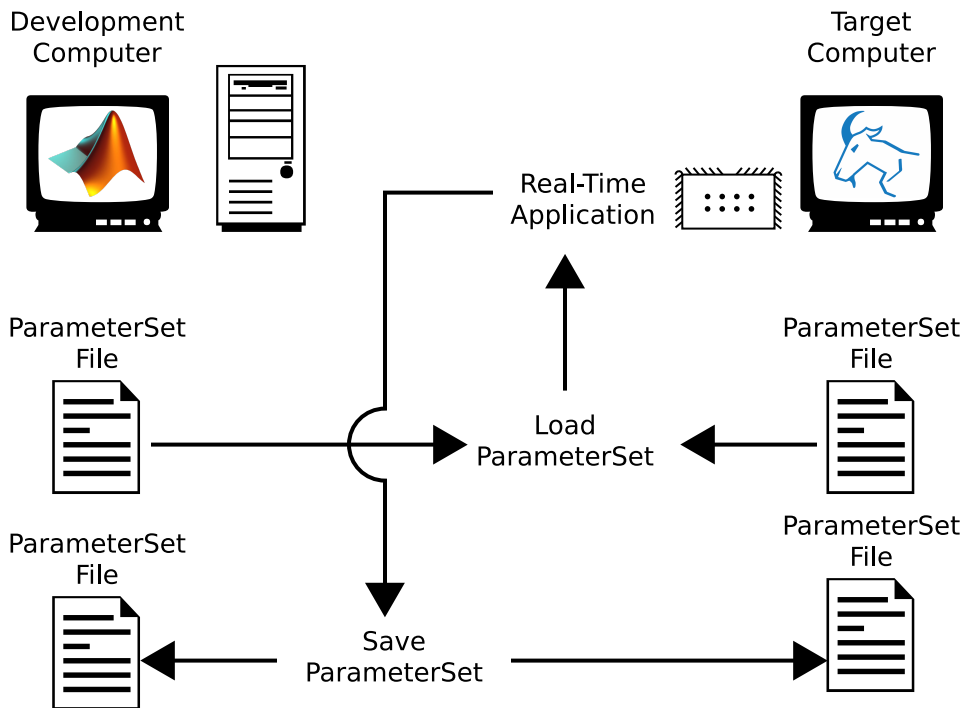 Development
Computer
Target
Computer
Real-Time
Application
ParameterSet
File
ParameterSet
File
Load
ParameterSet
ParameterSet
File
ParameterSet
File
Save
ParameterSet